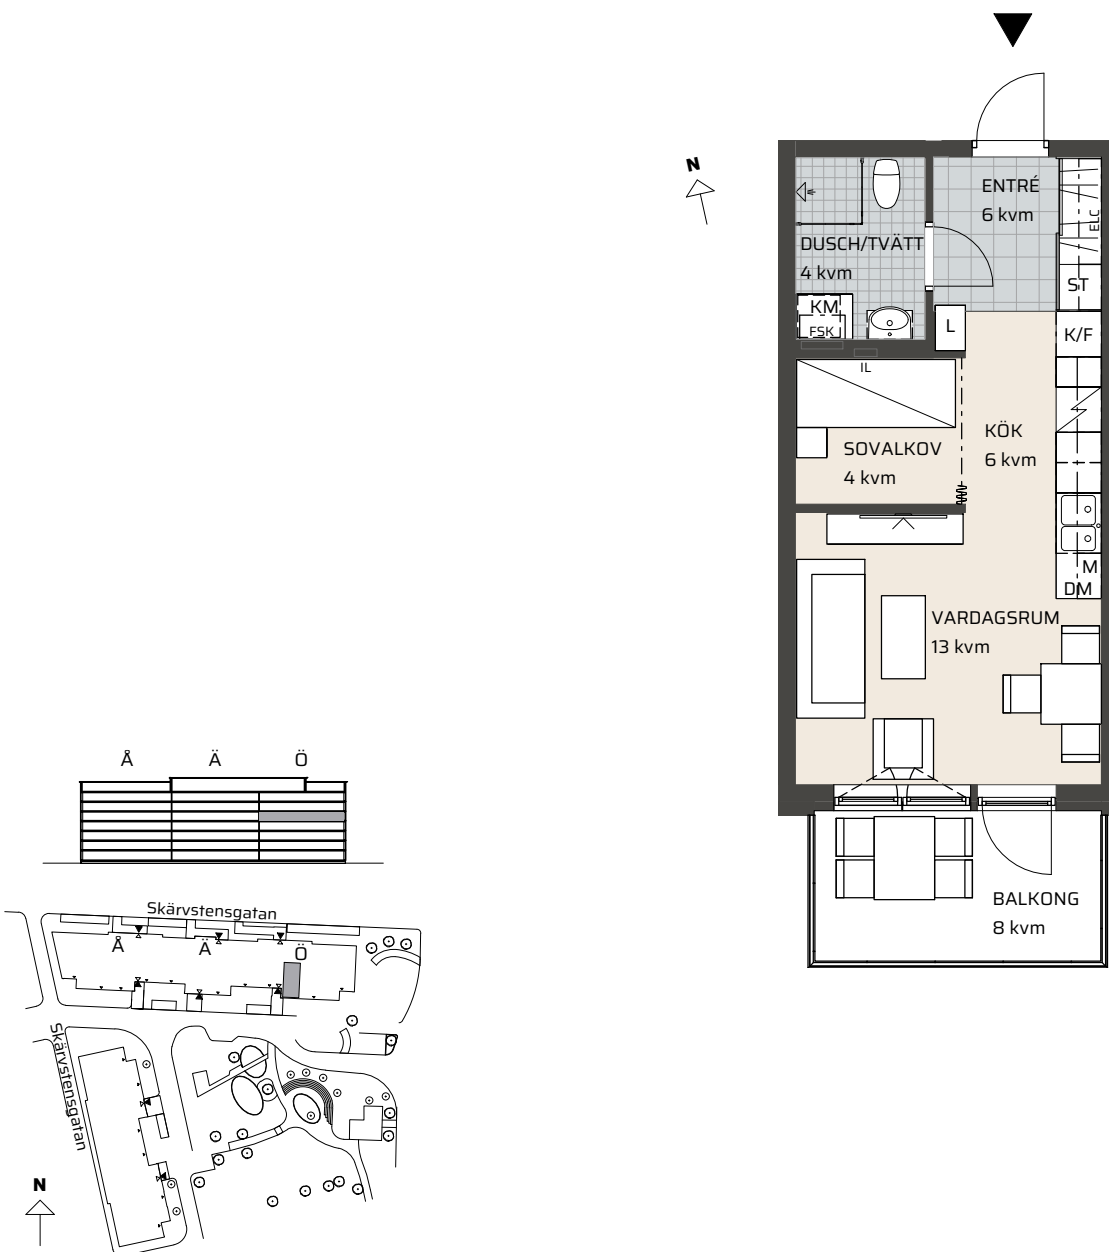 N
ENTRÉ
6 kvm
ELC
DUSCH/TVÄTT
4 kvm
ST
KM
FSK
L
K/F
IL
KÖK
6 kvm
SOVALKOV
4 kvm
M
DM
VARDAGSRUM
13 kvm
BALKONG
8 kvm
Å Ä Ö
Skärvstensgatan
Å Ä Ö
Skärvstensgatan
N